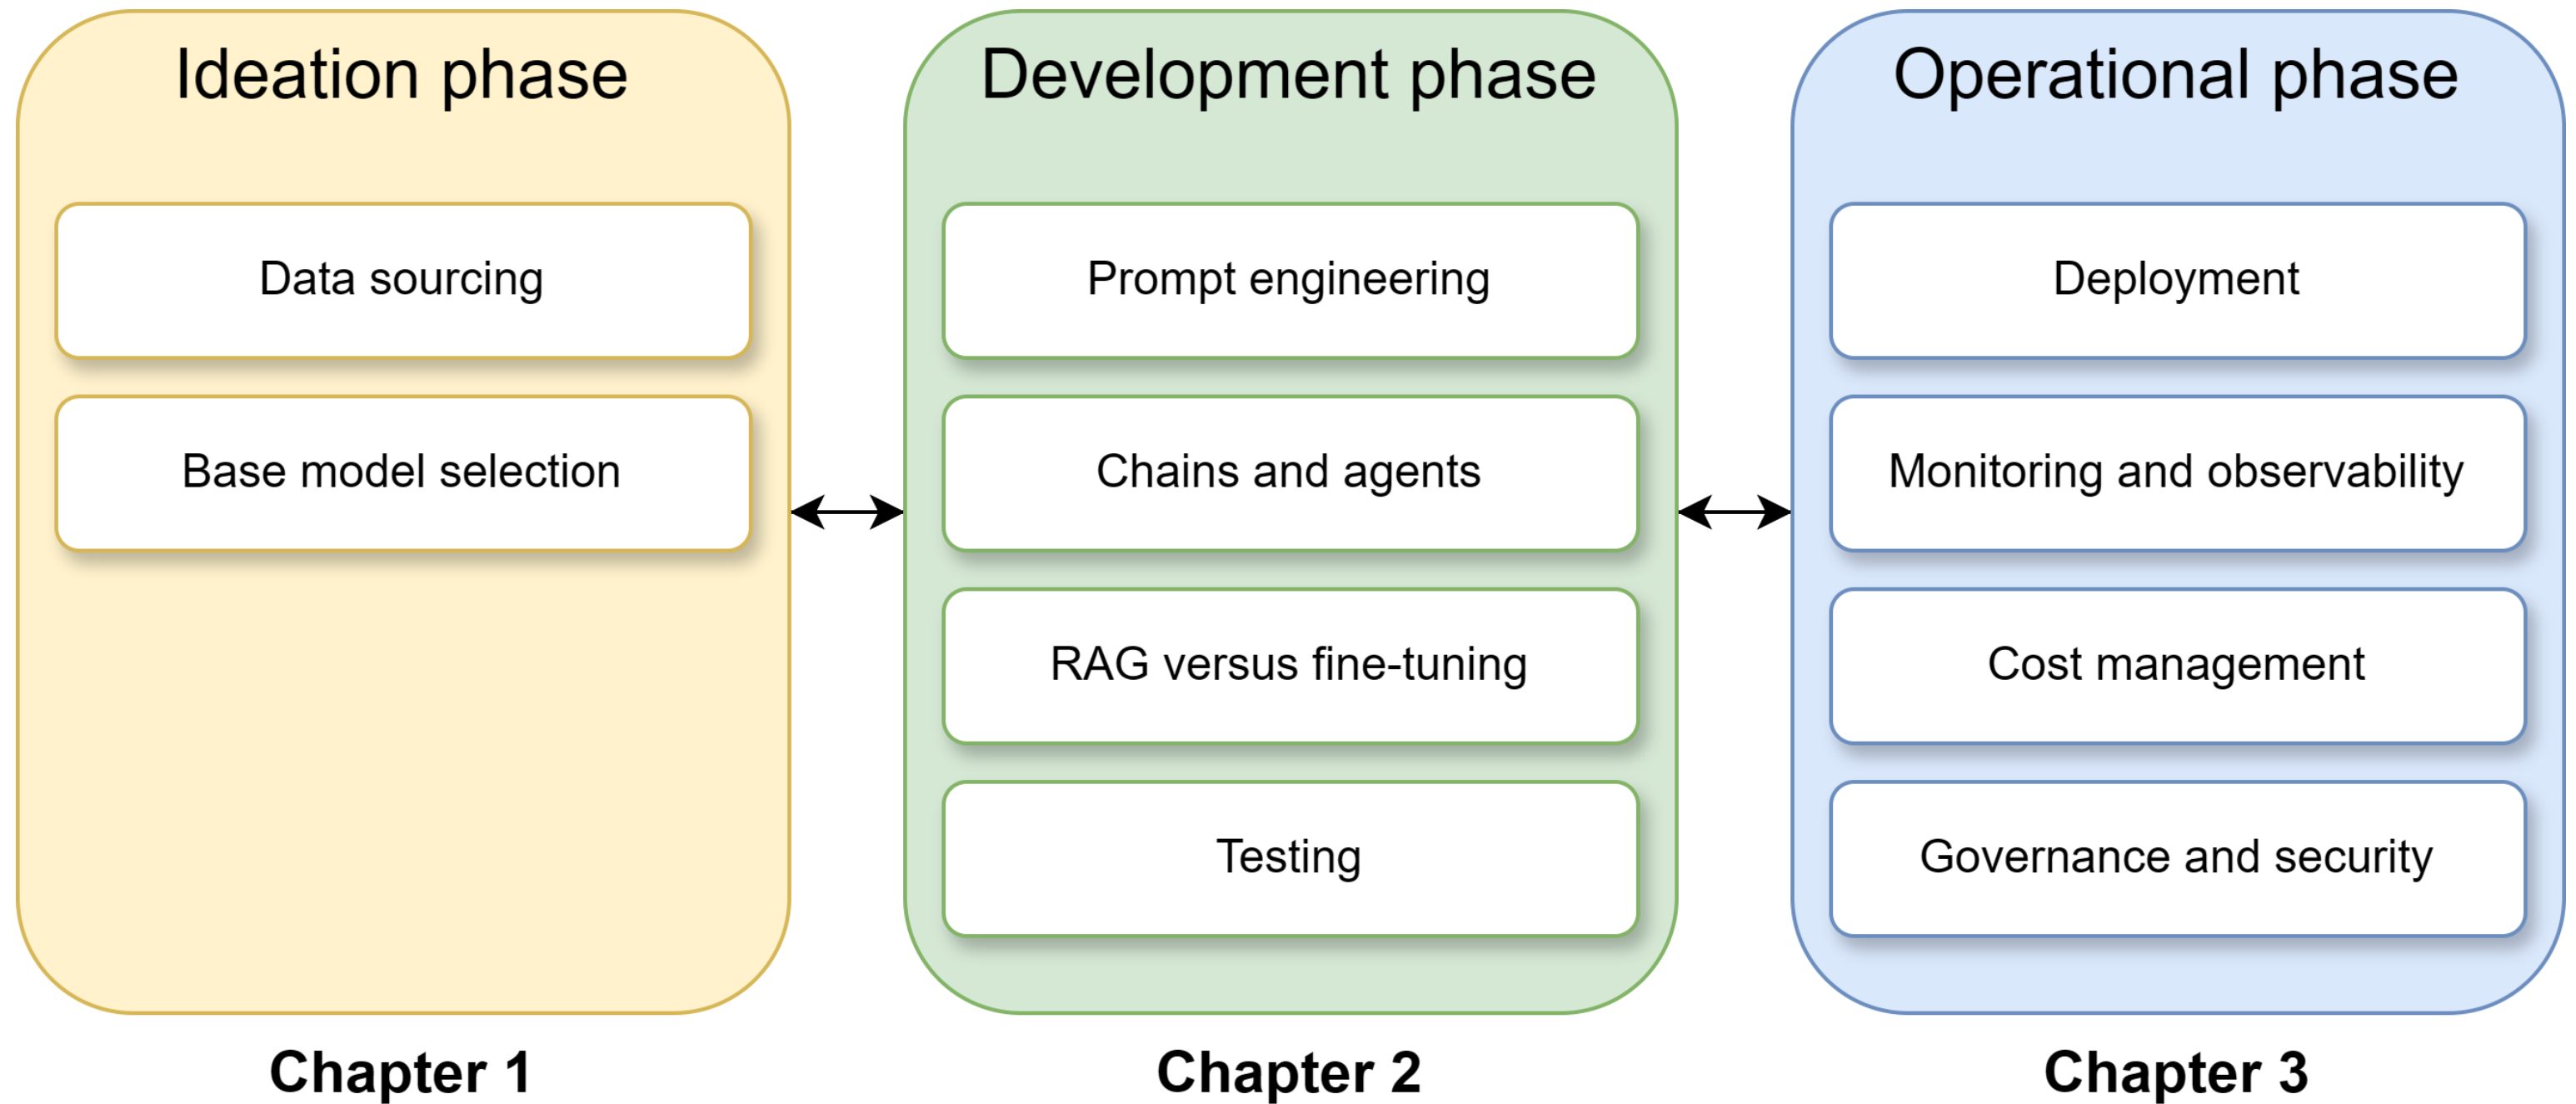 Ideation phase
Data sourcing
Base model selection
Chapter 1
Development phase
Prompt engineering
Chains and agents
RAG versus fine-tuning
Testing
Chapter 2
Operational phase
Deployment
Monitoring and observability
Cost management
Governance and security
Chapter 3